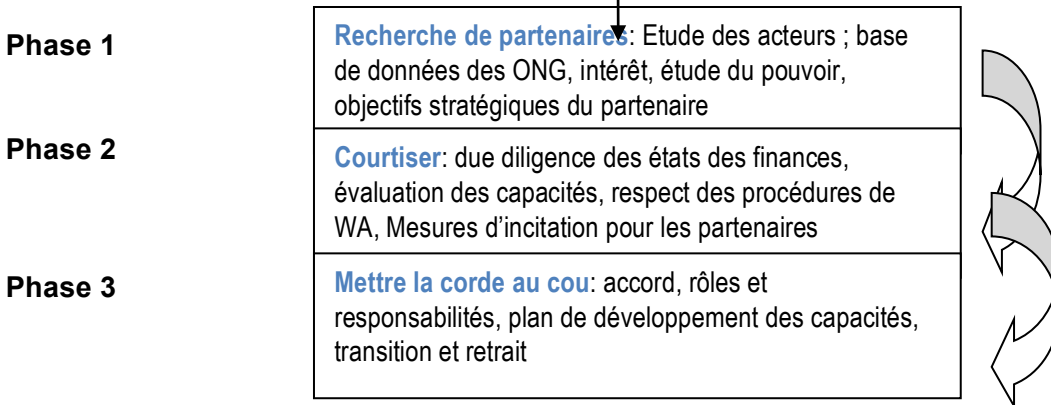 Phase 1
Recherche de partenaires: Etude des acteurs ; base
de données des ONG, intérêt, étude du pouvoir,
objectifs stratégiques du partenaire
Phase 2
Courtiser: due diligence des états des finances,
évaluation des capacités, respect des procédures de
WA, Mesures d'incitation pour les partenaires
Phase 3
Mettre la corde au cou: accord, rôles et
responsabilités, plan de développement des capacités,
transition et retrait